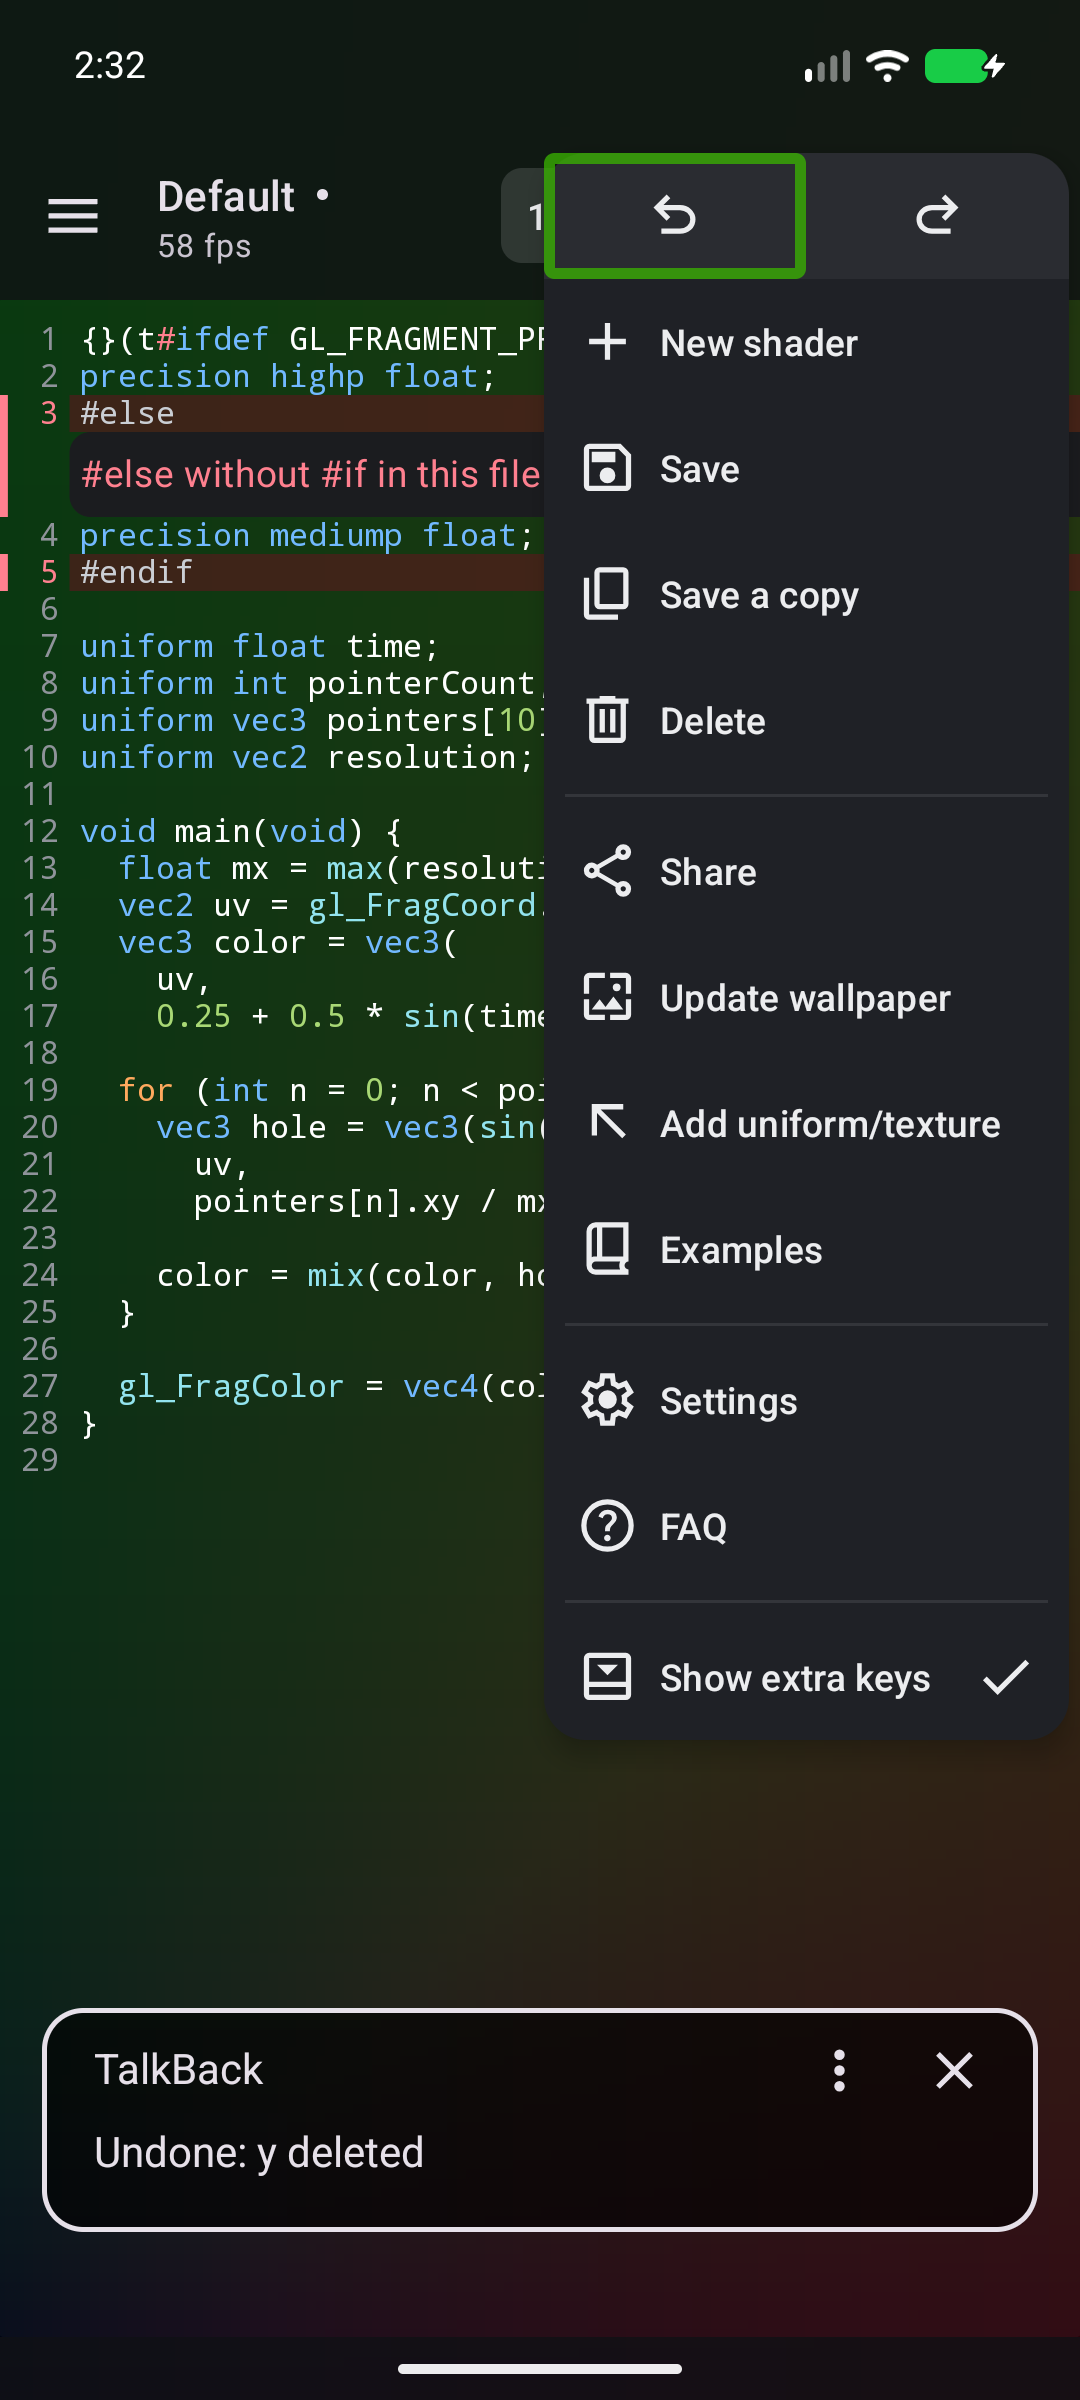 2:32
Default •
58 fps
1
1 {}(t#ifdef GL_FRAGMENT_PR
2 precision highp float;
3 #else
#else without #if in this file
4 precision mediump float;
5 #endif
6
7 uniform float time;
8 uniform int pointerCount;
9 uniform vec3 pointers[10]
10 uniform vec2 resolution;
11
12 void main(void) {
13 float mx = max(resoluti
14 vec2 uv = gl_FragCoord.
15 vec3 color = vec3(
16 uv,
17 0.25 + 0.5 * sin(time
18
19 for (int n = 0; n < poi
20 vec3 hole = vec3(sin(
21 uv,
22 pointers[n].xy / mx
23
24 color = mix(color, ho
25 }
26
27 gl_FragColor = vec4(col
28 }
29
New shader
Save
Save a copy
Delete
Share
Update wallpaper
Add uniform/texture
Examples
Settings
FAQ
Show extra keys
TalkBack
Undone: y deleted